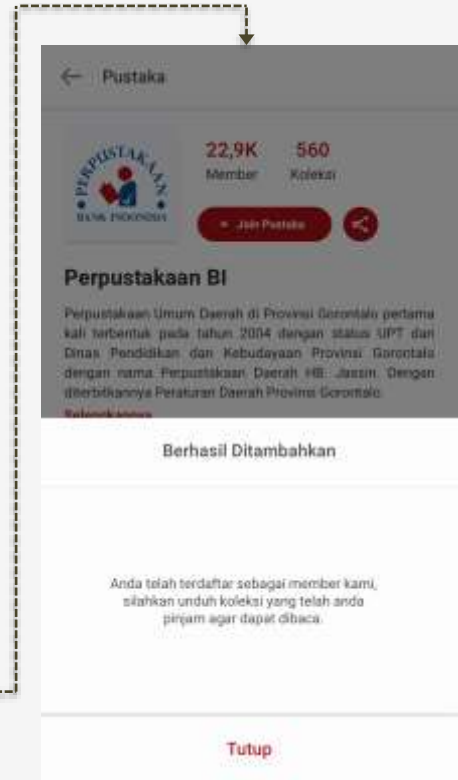 Pustaka
PERPUSTAKAAN
BANK INDONESIA
22,9K 560
Member Koleksi
+ Join Pustaka
Perpustakaan BI
Perpustakaan Umum Daerah di Provinsi Gorontalo pertama
kali terbentuk pada tahun 2004 dengan status UPT dari
Dinas Pendidikan dan Kebudayaan Provinsi Gorontalo
dengan nama Perpustakaan Daerah HB. Jassin. Dengan
diterbitkannya Peraturan Daerah Provinsi Gorontalo.
Selengkapnya
Berhasil Ditambahkan
Anda telah terdaftar sebagai member kami,
silahkan unduh koleksi yang telah anda
pinjam agar dapat dibaca.
Tutup